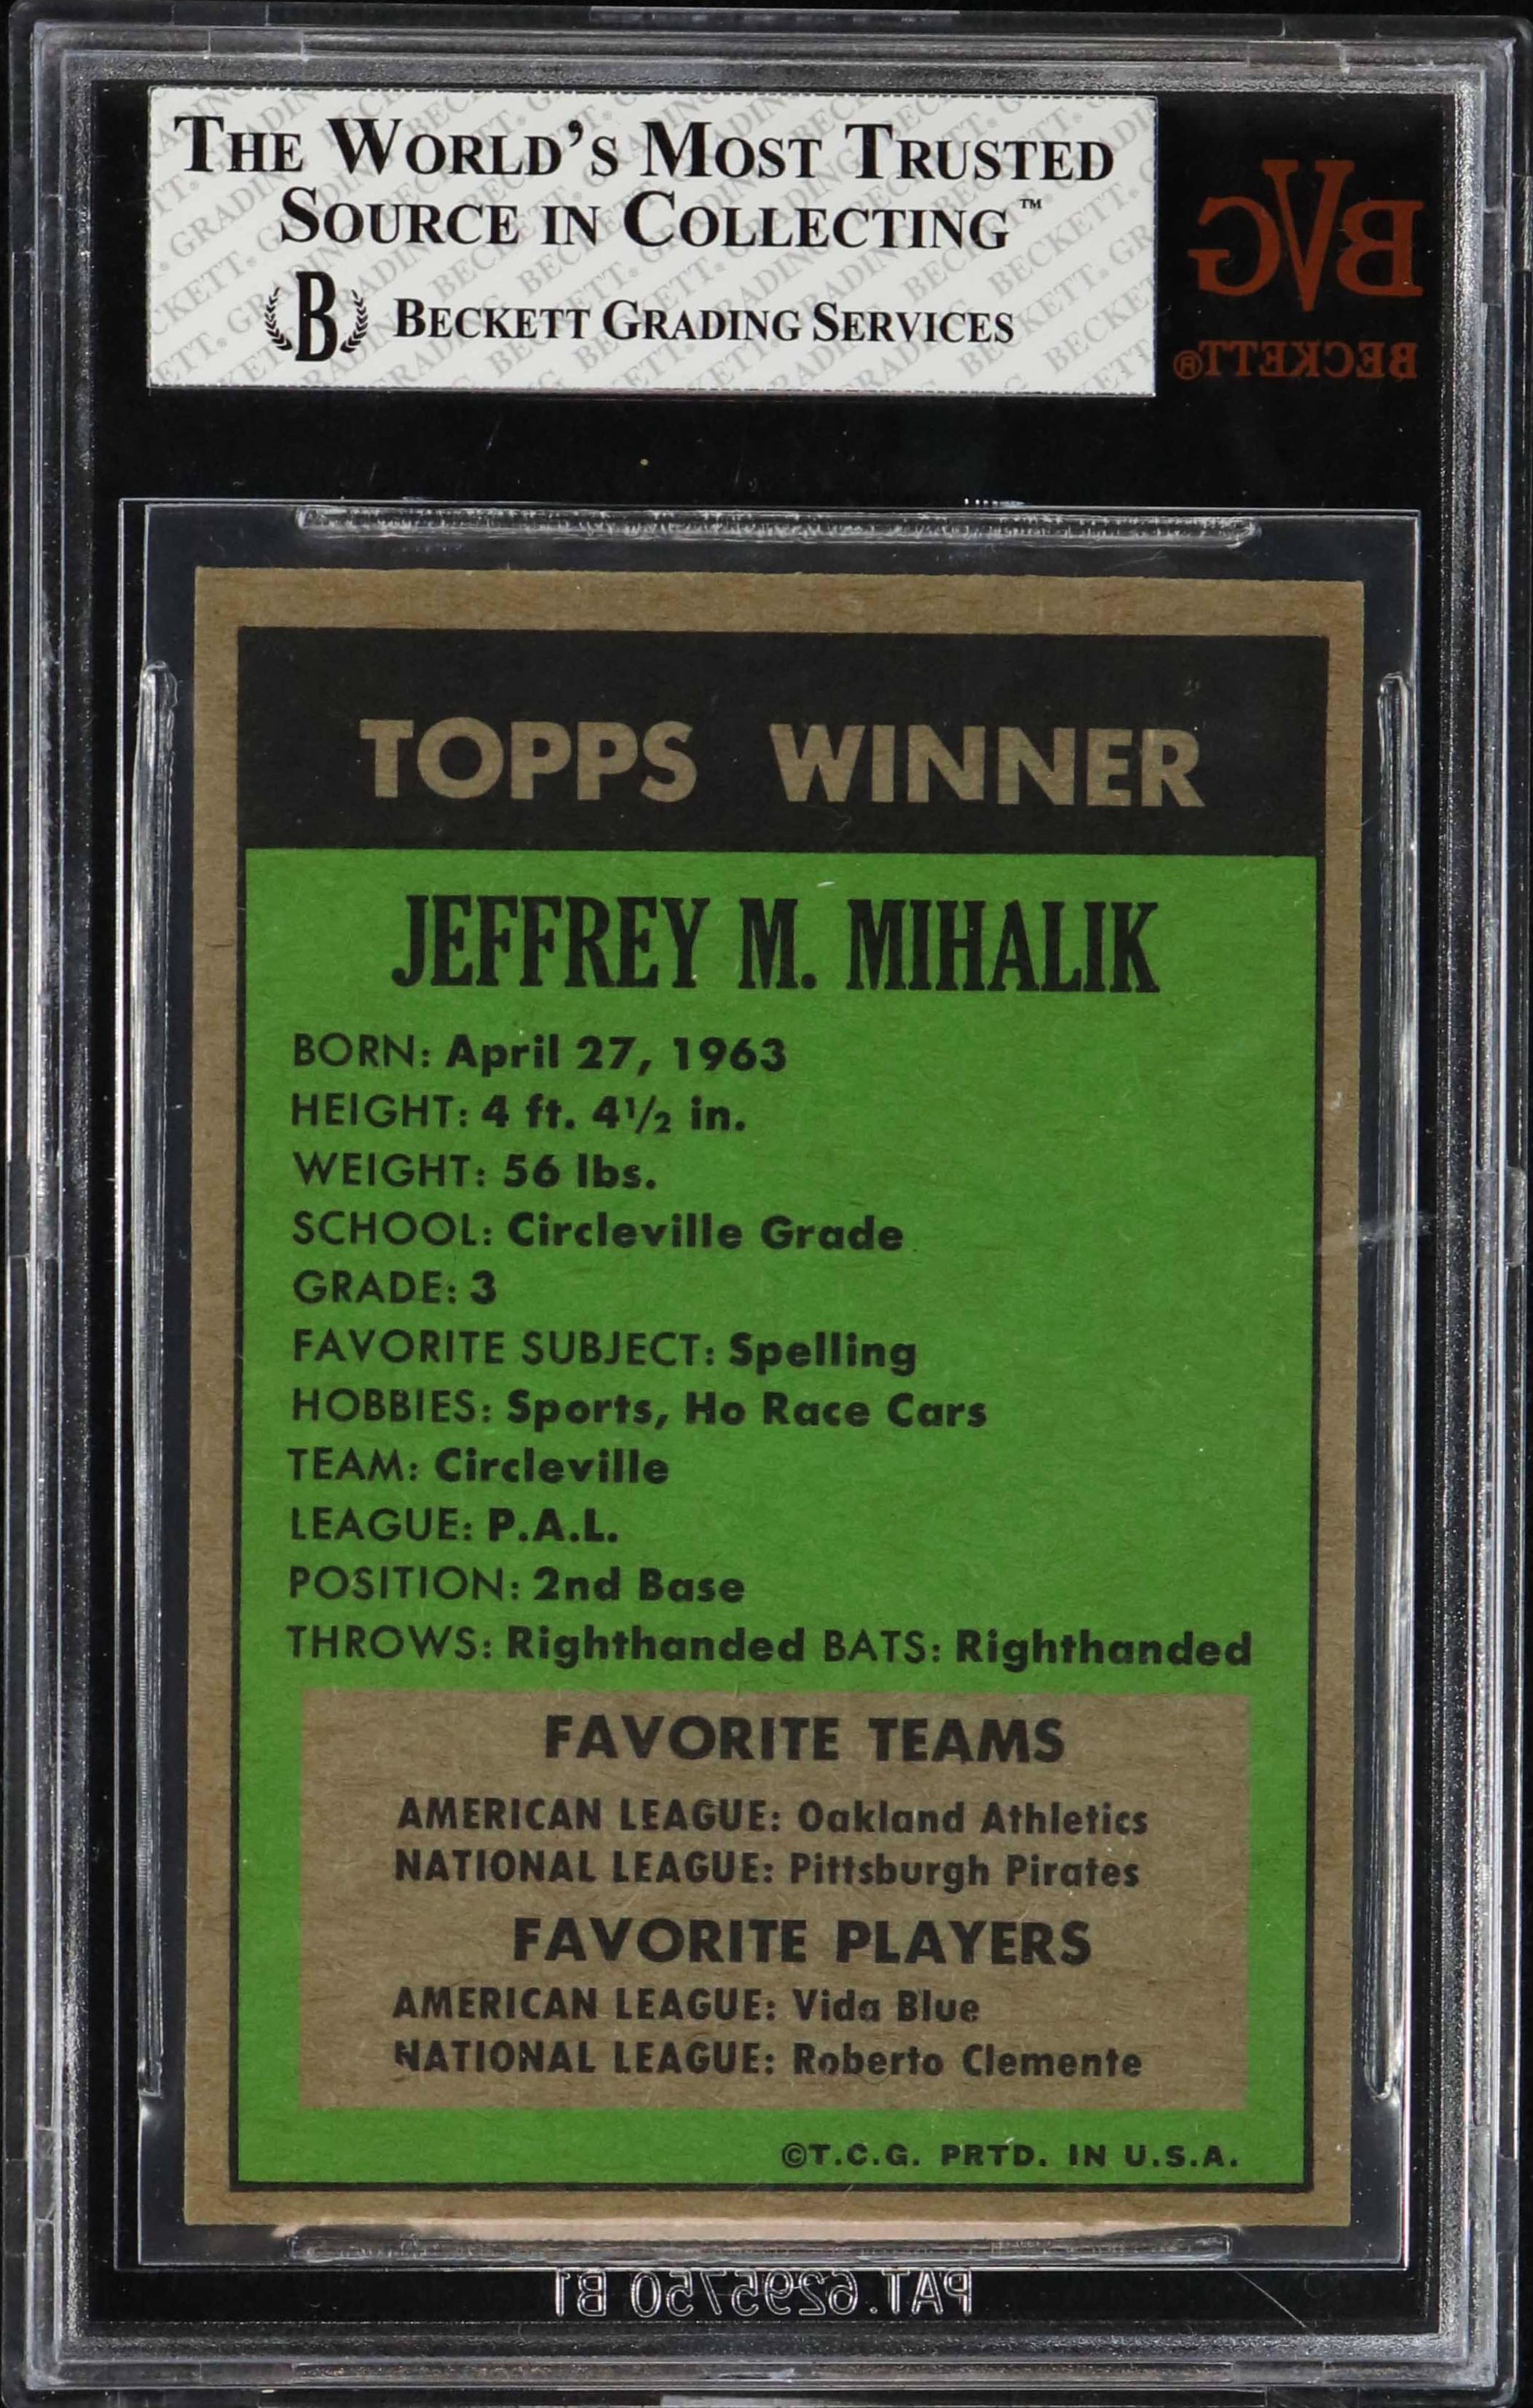 THE WORLD'S MOST TRUSTED
SOURCE IN COLLECTING™
B BECKETT GRADING SERVICES
BVG
BECKETT®
TOPPS WINNER
JEFFREY M. MIHALIK
BORN: April 27, 1963
HEIGHT: 4 ft. 4½ in.
WEIGHT: 56 lbs.
SCHOOL: Circleville Grade
GRADE: 3
FAVORITE SUBJECT: Spelling
HOBBIES: Sports, Ho Race Cars
TEAM: Circleville
LEAGUE: P.A.L.
POSITION: 2nd Base
THROWS: Righthanded BATS: Righthanded
FAVORITE TEAMS
AMERICAN LEAGUE: Oakland Athletics
NATIONAL LEAGUE: Pittsburgh Pirates
FAVORITE PLAYERS
AMERICAN LEAGUE: Vida Blue
NATIONAL LEAGUE: Roberto Clemente
©T.C.G. PRTD. IN U.S.A.
PAT.6295750 B1